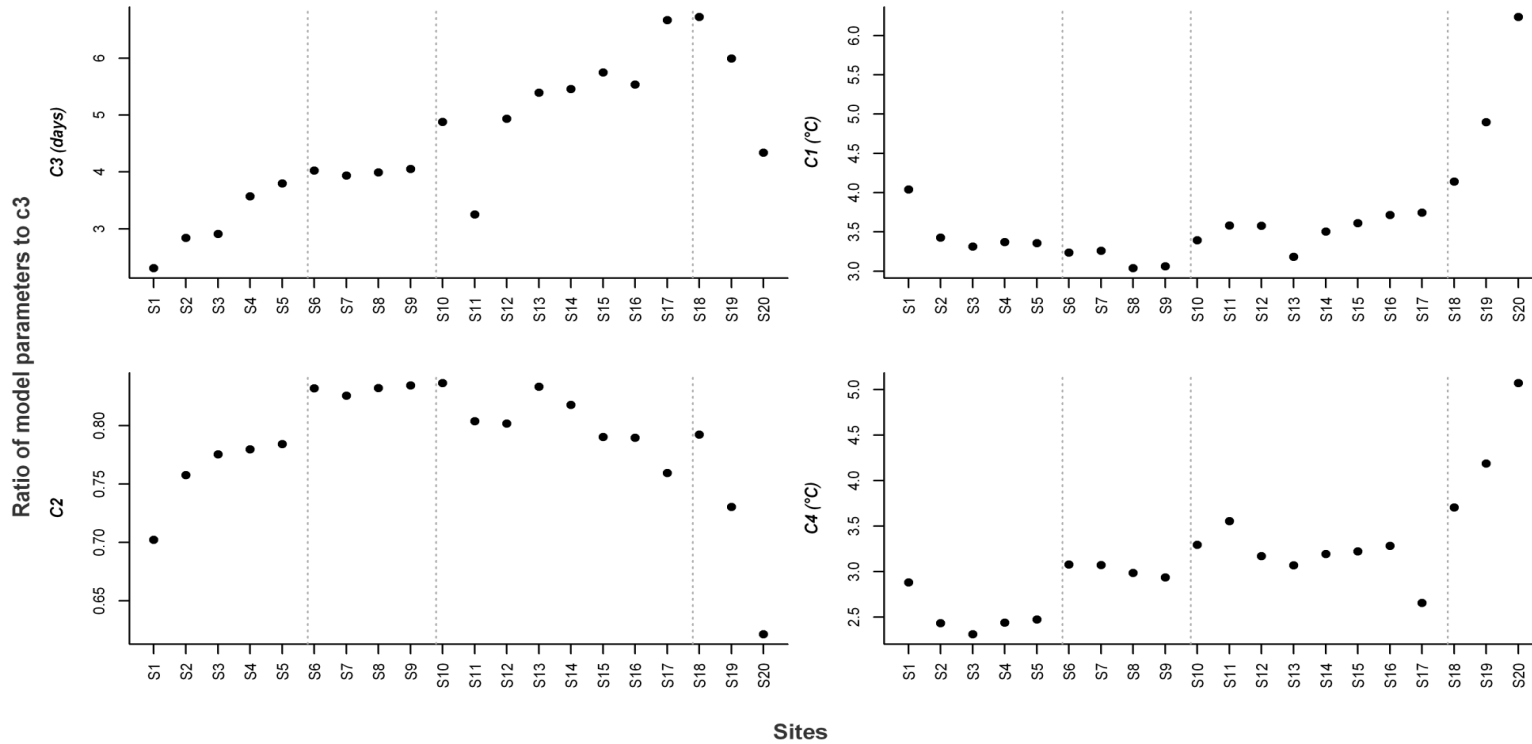 Ratio of model parameters to c3
C3 (days)
3 4 5 6
S1 S2 S3 S4 S5 S6 S7 S8 S9 S10 S11 S12 S13 S14 S15 S16 S17 S18 S19 S20
C1 (°C)
3.0 3.5 4.0 4.5 5.0 5.5 6.0
S1 S2 S3 S4 S5 S6 S7 S8 S9 S10 S11 S12 S13 S14 S15 S16 S17 S18 S19 S20
C2
0.65 0.70 0.75 0.80
S1 S2 S3 S4 S5 S6 S7 S8 S9 S10 S11 S12 S13 S14 S15 S16 S17 S18 S19 S20
C4 (°C)
2.5 3.0 3.5 4.0 4.5 5.0
S1 S2 S3 S4 S5 S6 S7 S8 S9 S10 S11 S12 S13 S14 S15 S16 S17 S18 S19 S20
Sites